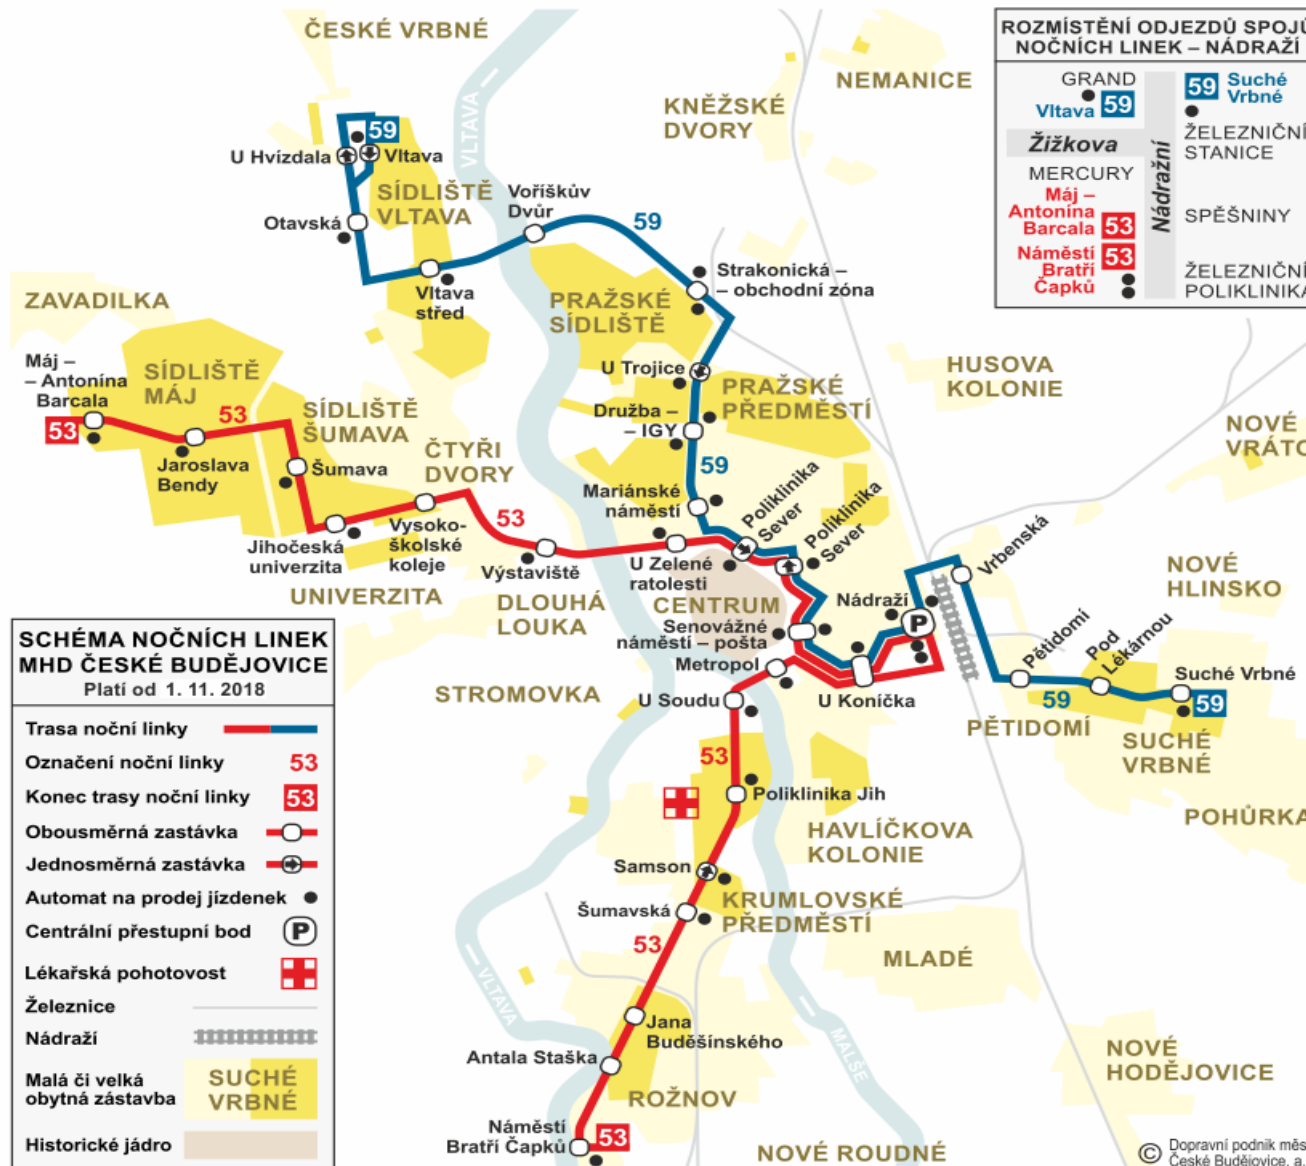 ČESKÉ VRBNÉ
VLTAVA
NEMANICE
KNĚŽSKÉ
DVORY
ROZMÍSTĚNÍ ODJEZDŮ SPOJŮ
NOČNÍCH LINEK – NÁDRAŽÍ
GRAND
Vltava 59
59 Suché
Vrbné
Žižkova
Nádražní
ŽELEZNIČNÍ
STANICE
MERCURY
Máj –
Antonína
Barcala 53
SPĚŠNINY
Náměstí 53
Bratří
Čapků
ŽELEZNIČNÍ
POLIKLINIKA
59
U Hvízdala
Vltava
SÍDLIŠTĚ
VLTAVA
Otavská
Voříškův
Dvůr
59
Vltava
střed
Strakonická –
– obchodní zóna
PRAŽSKÉ
SÍDLIŠTĚ
ZAVADILKA
Máj –
– Antonína
Barcala
53
SÍDLIŠTĚ
MÁJ
53
Jaroslava
Bendy
SÍDLIŠTĚ
ŠUMAVA
Šumava
ČTYŘI
DVORY
U Trojice
PRAŽSKÉ
PŘEDMĚSTÍ
Družba –
– IGY
59
HUSOVA
KOLONIE
NOVÉ
VRÁTO
Mariánské
náměstí
Poliklinika
Sever
Poliklinika
Sever
Jihočeská
univerzita
Vysoko-
školské
koleje
53
Výstaviště
U Zelené
ratolesti
UNIVERZITA
DLOUHÁ
LOUKA
CENTRUM
Senovážné
náměstí – pošta
Nádraží
P
Vrbenská
NOVÉ
HLINSKO
Metropol
U Koníčka
Pětidomí
Pod
Lékárnou
Suché Vrbné
59
59
PĚTIDOMÍ
SUCHÉ
VRBNÉ
STROMOVKA
U Soudu
53
Poliklinika Jih
HAVLÍČKOVA
KOLONIE
POHŮRKA
Samson
Šumavská
KRUMLOVSKÉ
PŘEDMĚSTÍ
53
MLADÉ
VLTAVA
Jana
Buděšínského
MALŠE
Antala Staška
ROŽNOV
NOVÉ
HODĚJOVICE
Náměstí
Bratří Čapků
53
NOVÉ ROUDNÉ
SCHÉMA NOČNÍCH LINEK
MHD ČESKÉ BUDĚJOVICE
Platí od 1. 11. 2018
Trasa noční linky
Označení noční linky 53
Konec trasy noční linky 53
Obousměrná zastávka
Jednosměrná zastávka
Automat na prodej jízdenek
Centrální přestupní bod P
Lékařská pohotovost
Železnice
Nádraží
Malá či velká
obytná zástavba
SUCHÉ
VRBNÉ
Historické jádro
© Dopravní podnik měs
České Budějovice, a.